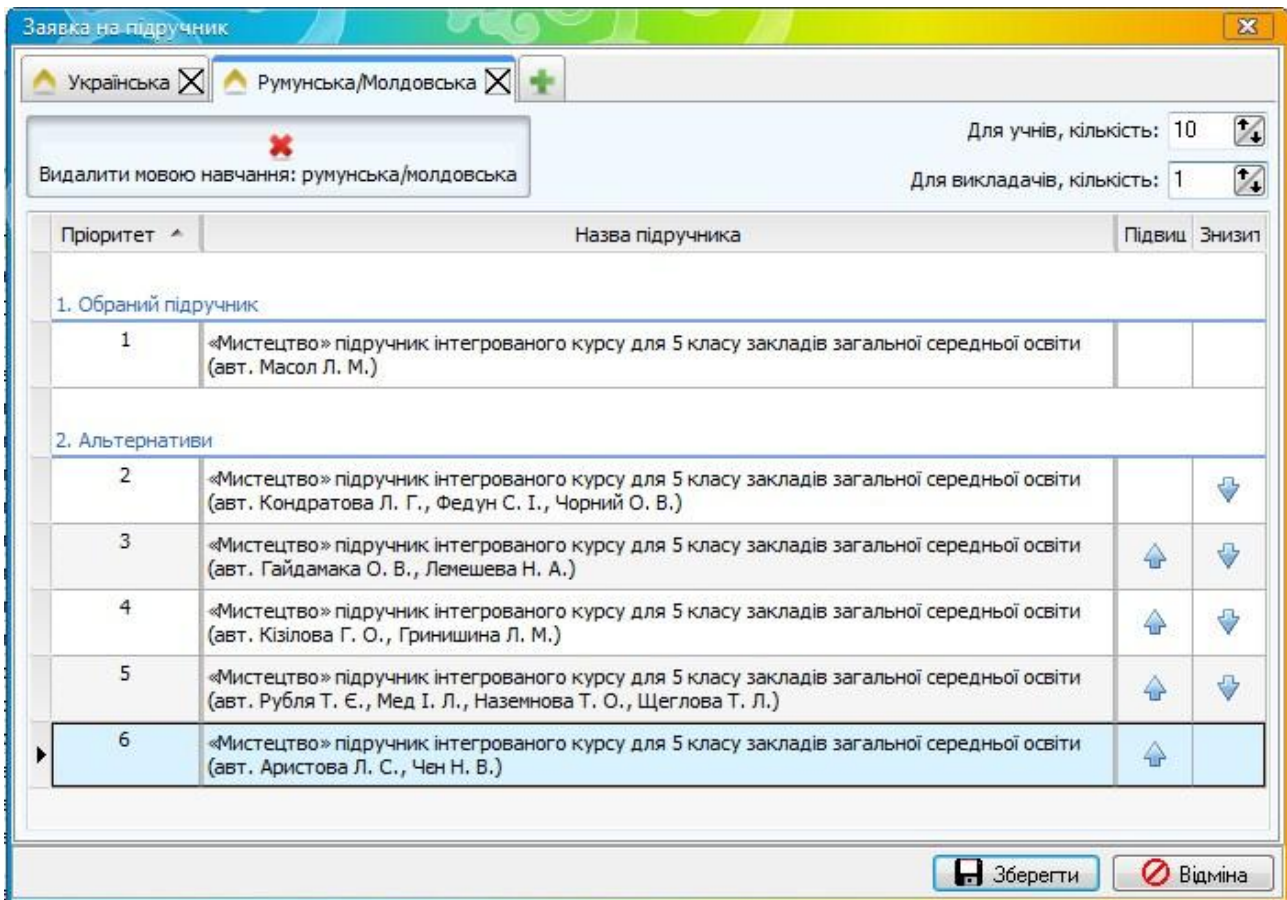 Заявка на підручник
Українська
Румунська/Молдовська
Для учнів, кількість: 10
Видалити мовою навчання: румунська/молдовська
Для викладачів, кількість: 1
Пріоритет Назва підручника Підвищ Знизит
1. Обраний підручник
1 «Мистецтво» підручник інтегрованого курсу для 5 класу закладів загальної середньої освіти
(авт. Масол Л. М.)
2. Альтернативи
2 «Мистецтво» підручник інтегрованого курсу для 5 класу закладів загальної середньої освіти
(авт. Кондратова Л. Г., Федун С. І., Чорний О. В.)
3 «Мистецтво» підручник інтегрованого курсу для 5 класу закладів загальної середньої освіти
(авт. Гайдамака О. В., Лемешева Н. А.)
4 «Мистецтво» підручник інтегрованого курсу для 5 класу закладів загальної середньої освіти
(авт. Кізілова Г. О., Гринишина Л. М.)
5 «Мистецтво» підручник інтегрованого курсу для 5 класу закладів загальної середньої освіти
(авт. Рубля Т. Є., Мед І. Л., Наземнова Т. О., Щеглова Т. Л.)
6 «Мистецтво» підручник інтегрованого курсу для 5 класу закладів загальної середньої освіти
(авт. Аристова Л. С., Чен Н. В.)
Зберегти
Відміна